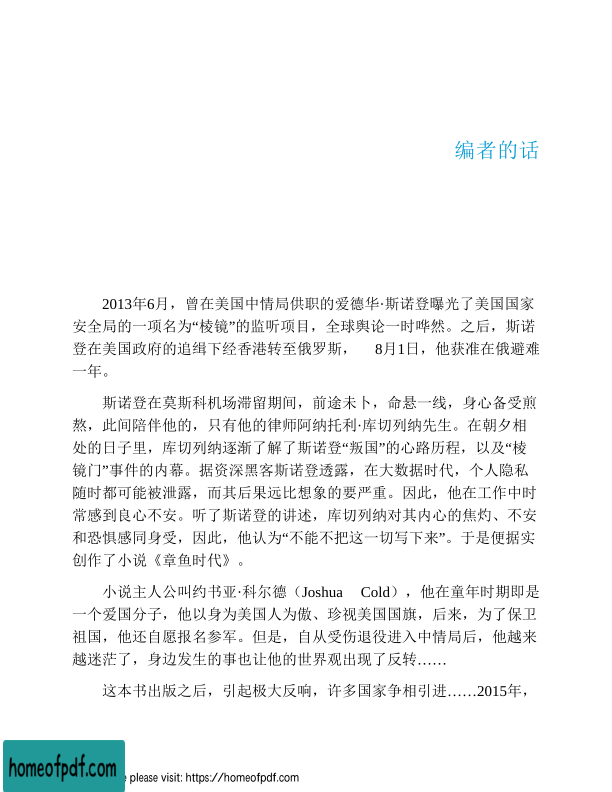 编者的话
2013年6月，曾在美国中情局供职的爱德华·斯诺登曝光了美国国家
安全局的一项名为“棱镜”的监听项目，全球舆论一时哗然。之后，斯诺
登在美国政府的追缉下经香港转至俄罗斯， 8月1日，他获准在俄避难
一年。
斯诺登在莫斯科机场滞留期间，前途未卜，命悬一线，身心备受煎
熬，此间陪伴他的，只有他的律师阿纳托利·库切列纳先生。在朝夕相
处的日子里，库切列纳逐渐了解了斯诺登“叛国”的心路历程，以及“棱
镜门”事件的内幕。据资深黑客斯诺登透露，在大数据时代，个人隐私
随时都可能被泄露，而其后果远比想象的要严重。因此，他在工作中时
常感到良心不安。听了斯诺登的讲述，库切列纳对其内心的焦灼、不安
和恐惧感同身受，因此，他认为“不能不把这一切写下来”。于是便据实
创作了小说《章鱼时代》。
小说主人公叫约书亚·科尔德（Joshua Cold），他在童年时期即是
一个爱国分子，他以身为美国人为傲、珍视美国国旗，后来，为了保卫
祖国，他还自愿报名参军。但是，自从受伤退役进入中情局后，他越来
越迷茫了，身边发生的事也让他的世界观出现了反转……
这本书出版之后，引起极大反响，许多国家争相引进……2015年，
homeofpdf.com
e please visit: https://homeofpdf.com